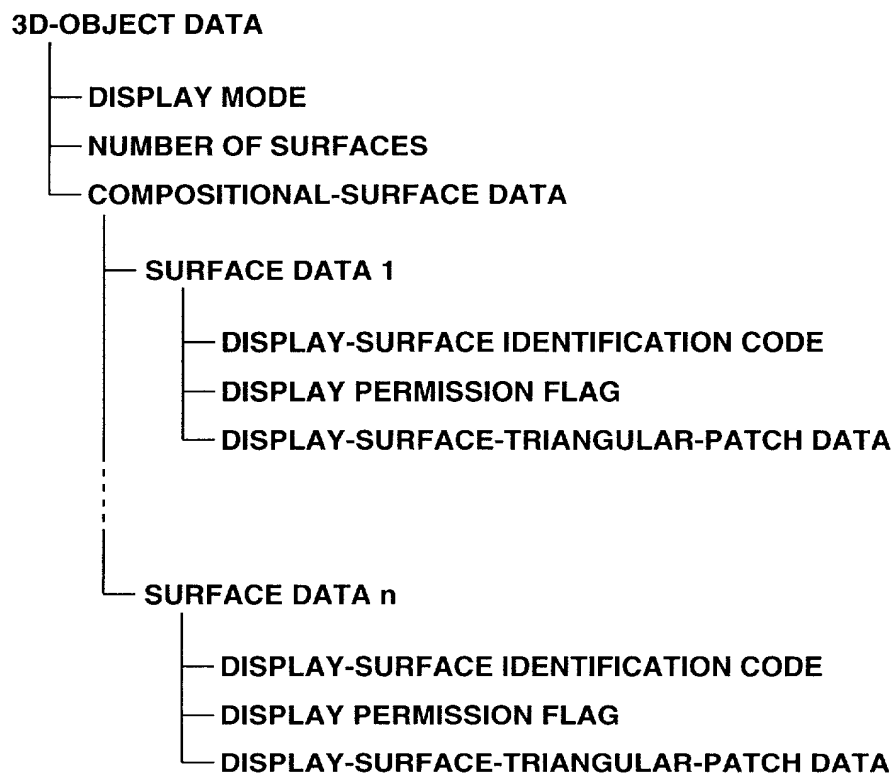 3D-OBJECT DATA
DISPLAY MODE
NUMBER OF SURFACES
COMPOSITIONAL-SURFACE DATA
SURFACE DATA 1
DISPLAY-SURFACE IDENTIFICATION CODE
DISPLAY PERMISSION FLAG
DISPLAY-SURFACE-TRIANGULAR-PATCH DATA
SURFACE DATA n
DISPLAY-SURFACE IDENTIFICATION CODE
DISPLAY PERMISSION FLAG
DISPLAY-SURFACE-TRIANGULAR-PATCH DATA